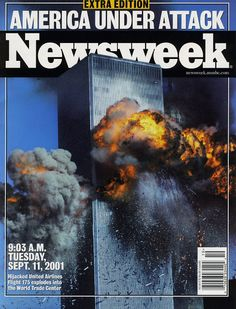 EXTRA EDITION
AMERICA UNDER ATTACK
Newsweek
newsweek.msnbc.com
9:03 A.M.
TUESDAY,
SEPT. 11, 2001
Hijacked United Airlines
Flight 175 explodes into
the World Trade Center